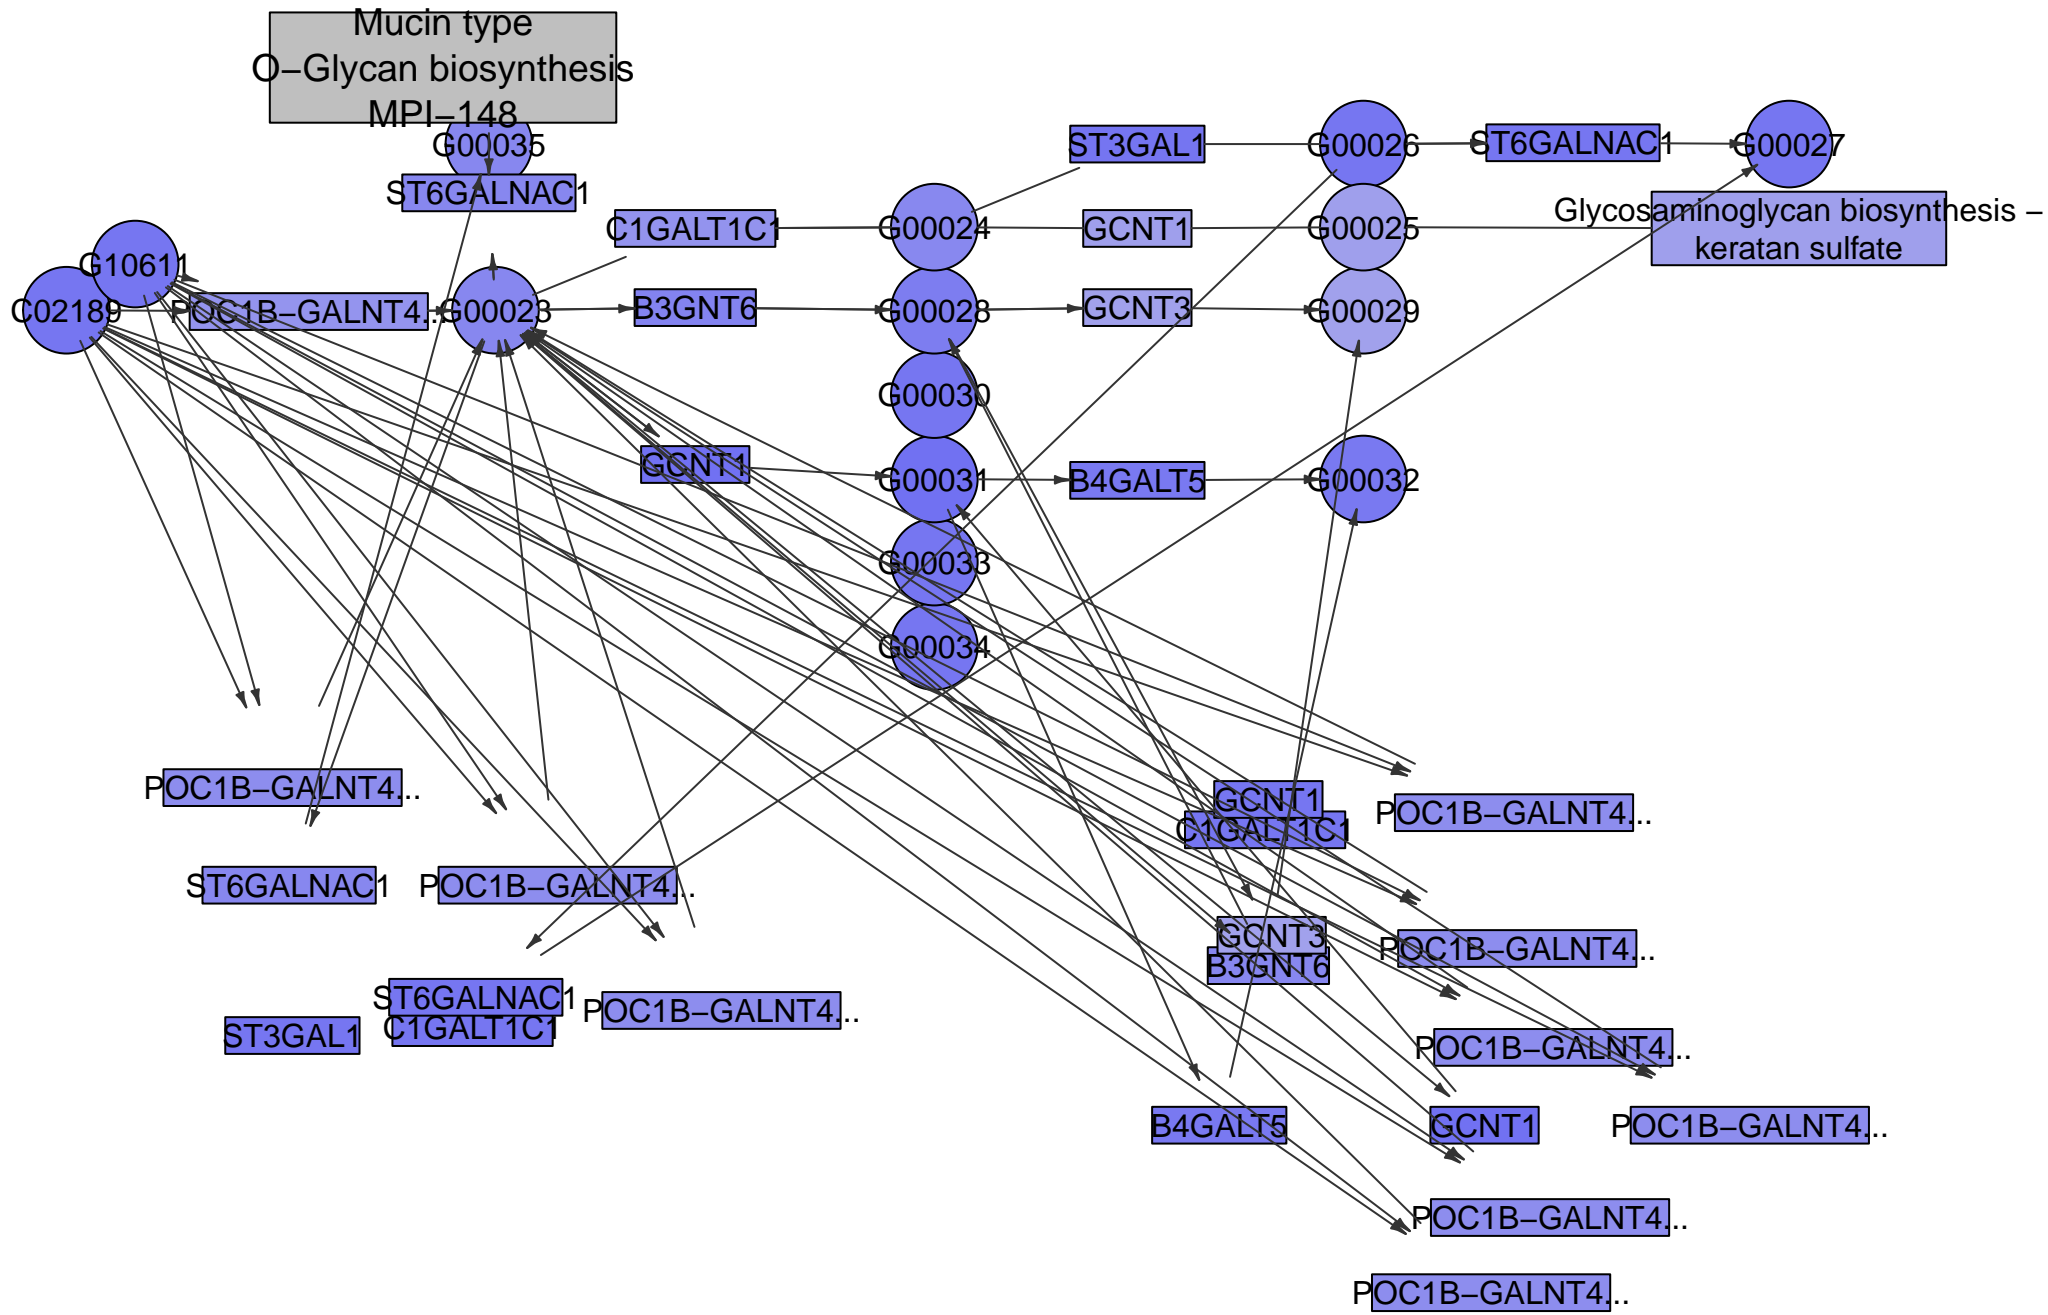 Mucin type
O−Glycan biosynthesis
MPI−148
G00035
ST3GAL1
G00026
ST6GALNAC1
G00027
ST6GALNAC1
C1GALT1C1
G00024
GCNT1
G00025
Glycosaminoglycan biosynthesis −
keratan sulfate
G10611
C02189
POC1B−GALNT4...
G00023
B3GNT6
G00028
GCNT3
G00029
G00030
GCNT1
G00031
B4GALT5
G00032
G00033
G00034
POC1B−GALNT4...
GCNT1
C1GALT1C1
POC1B−GALNT4...
ST6GALNAC1
POC1B−GALNT4...
GCNT3
B3GNT6
POC1B−GALNT4...
ST6GALNAC1
C1GALT1C1
ST3GAL1
POC1B−GALNT4...
POC1B−GALNT4...
B4GALT5
GCNT1
POC1B−GALNT4...
POC1B−GALNT4...
POC1B−GALNT4...